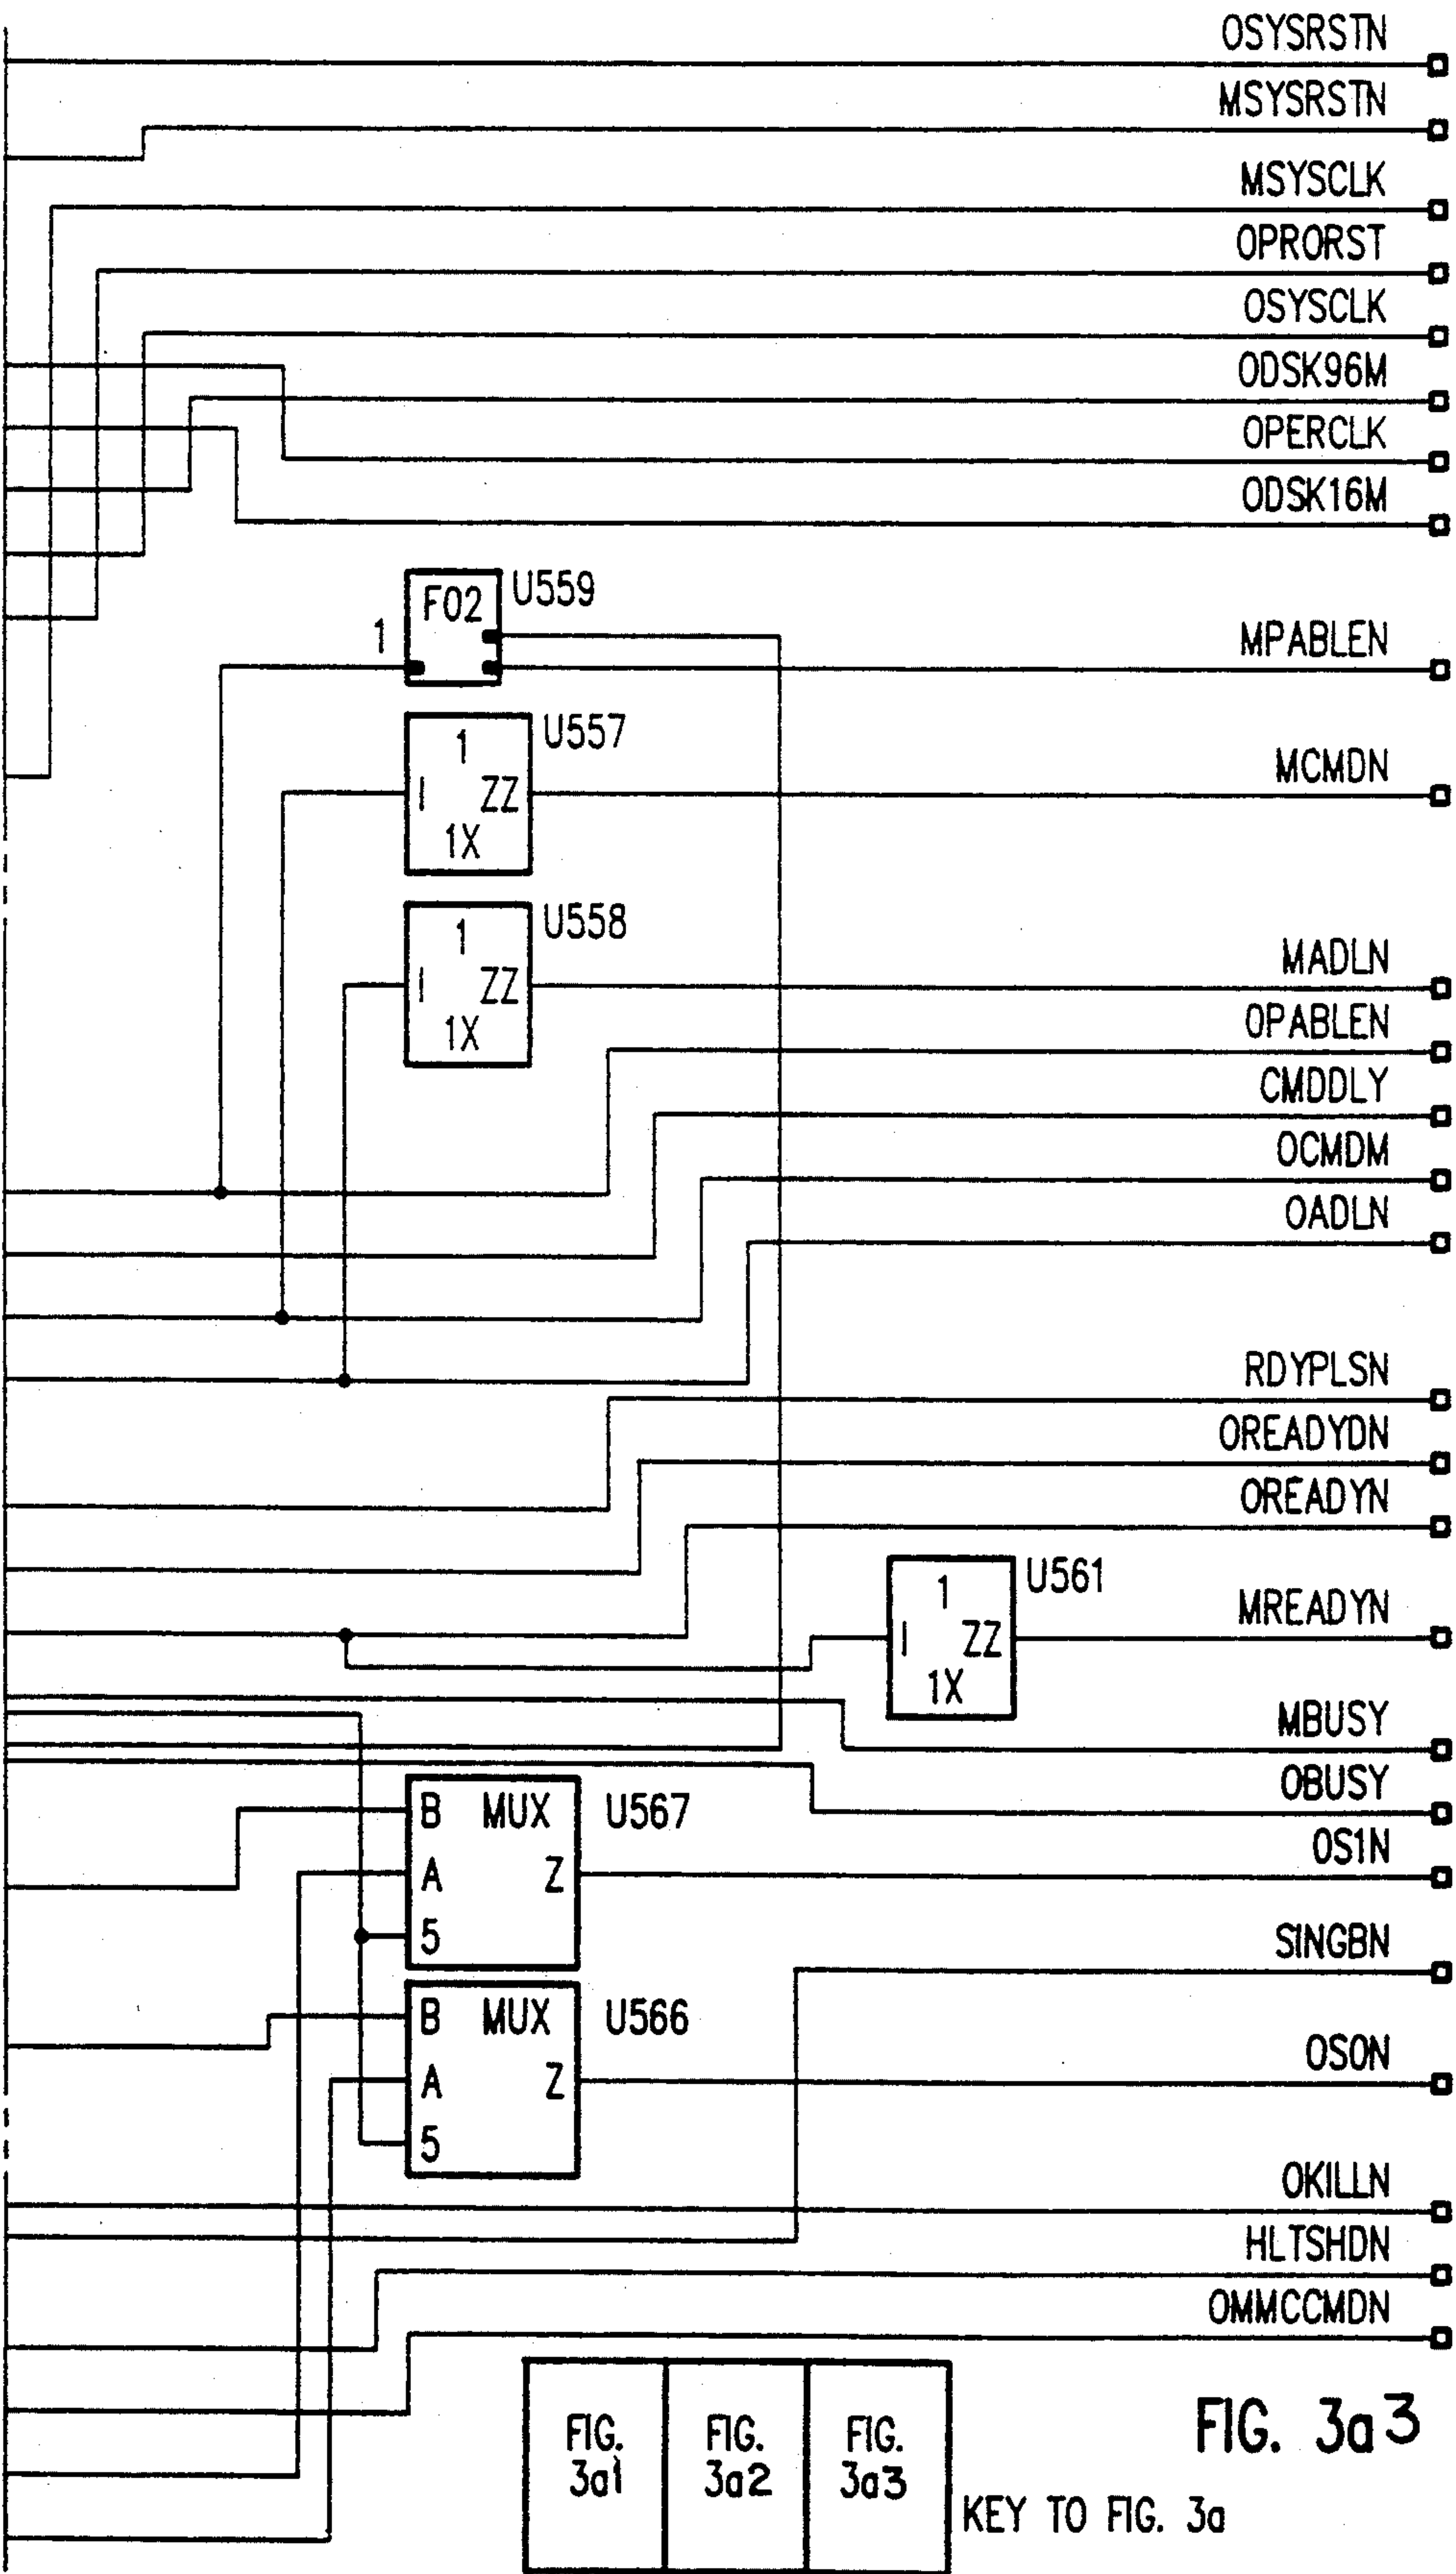 OSYSRSTN
MSYSRSTN
MSYSCLK
OPRORST
OSYSCLK
ODSK96M
OPERCLK
ODSK16M
F02 U559
1
MPABLEN
1 U557
I ZZ
1X
MCMDN
1 U558
I ZZ
1X
MADLN
OPABLEN
CMDDLY
OCMDM
OADLN
RDYPLSN
OREADYDN
OREADYN
1 U561
I ZZ
1X
MREADYN
MBUSY
OBUSY
B MUX U567
A Z
5
OS1N
SINGBN
B MUX U566
A Z
5
OSON
OKILLN
HLTSHDN
OMMCCMDN
FIG. 3a1
FIG. 3a2
FIG. 3a3
KEY TO FIG. 3a
FIG. 3a3